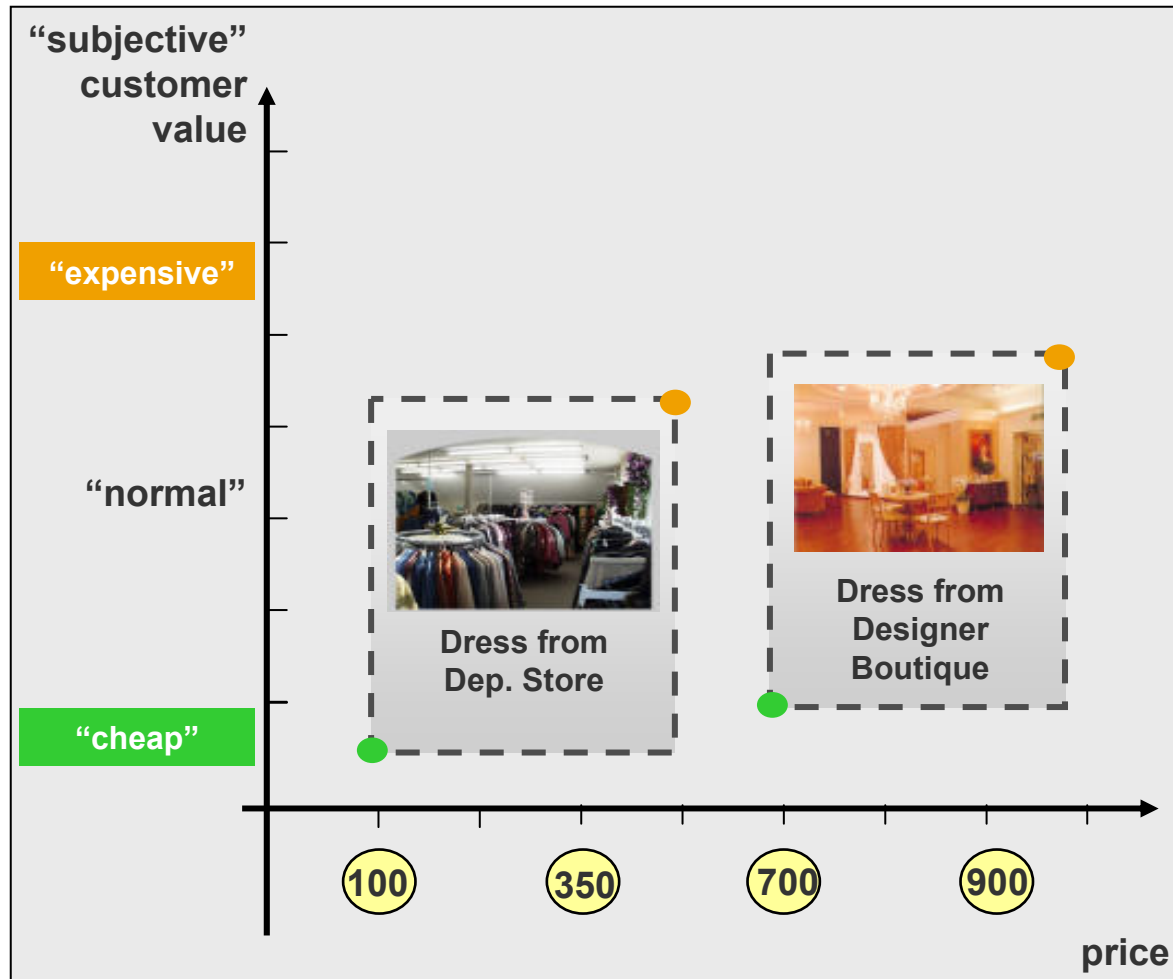 “subjective”
customer
value
“expensive”
“normal”
Dress from
Dep. Store
Dress from
Designer
Boutique
“cheap”
100
350
700
900
price